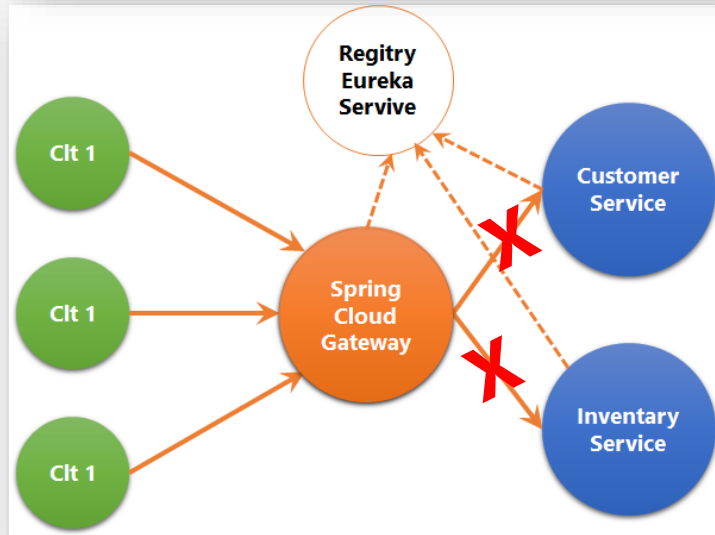 Regitry
Eureka
Servive
Clt 1
Customer
Service
Clt 1
Spring
Cloud
Gateway
Inventary
Service
Clt 1